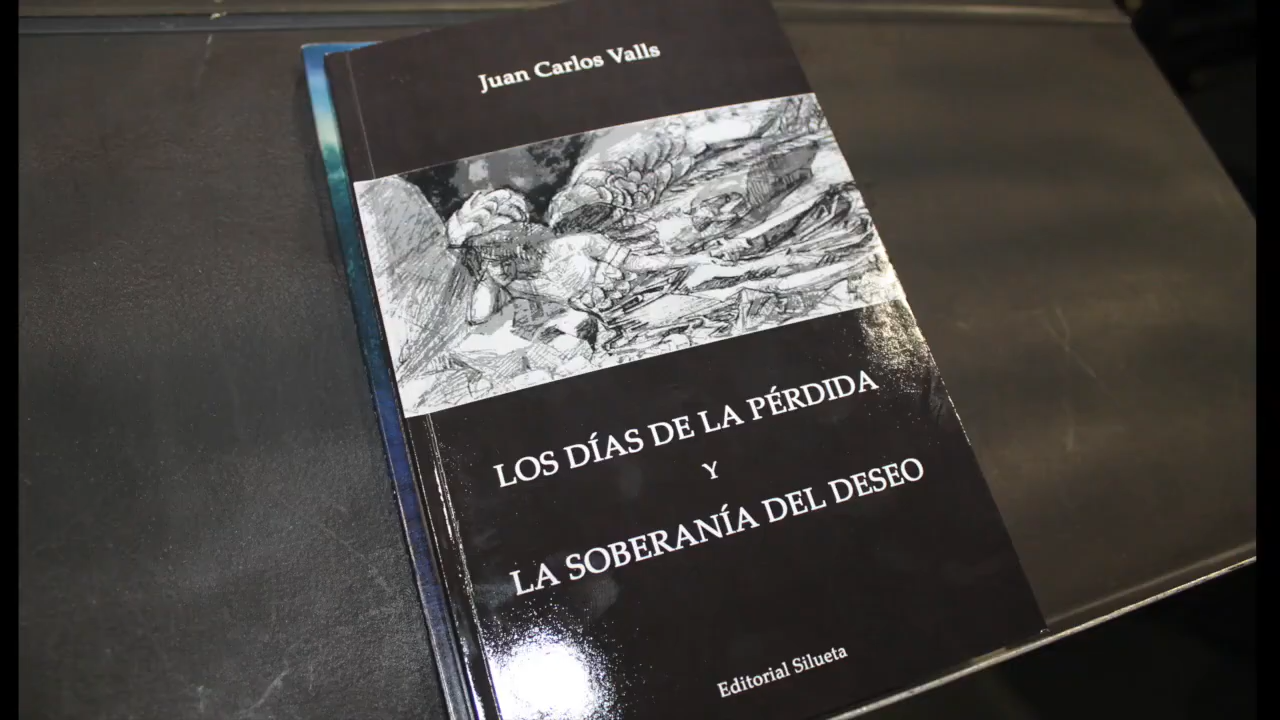 Juan Carlos Valls
LOS DÍAS DE LA PÉRDIDA
Y
LA SOBERANÍA DEL DESEO
Editorial Silueta